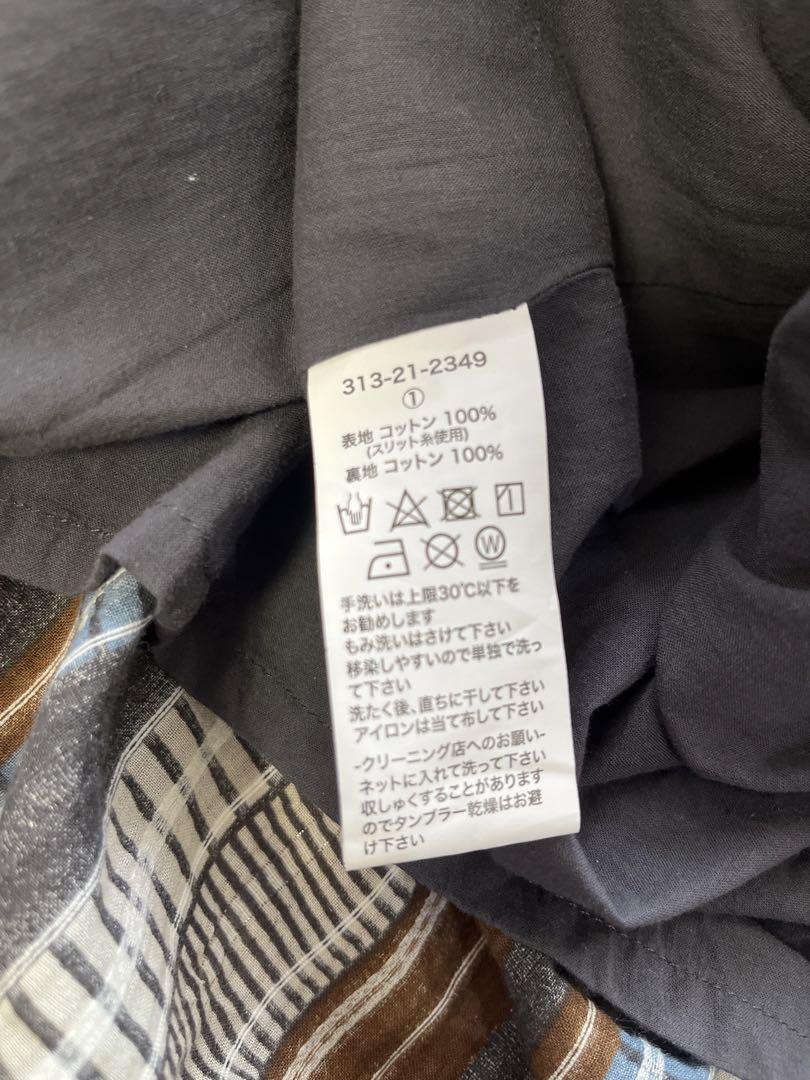 313-21-2349
①
表地 コットン 100%
(スリット糸使用)
裏地 コットン 100%
W
手洗いは上限30℃以下を
お勧めします
もみ洗いはさけて下さい
移染しやすいので単独で洗っ
て下さい
洗たく後、直ちに干して下さい
アイロンは当て布して下さい
-クリーニング店へのお願い-
ネットに入れて洗って下さい
収しゅくすることがあります
のでタンブラー乾燥はお避
け下さい